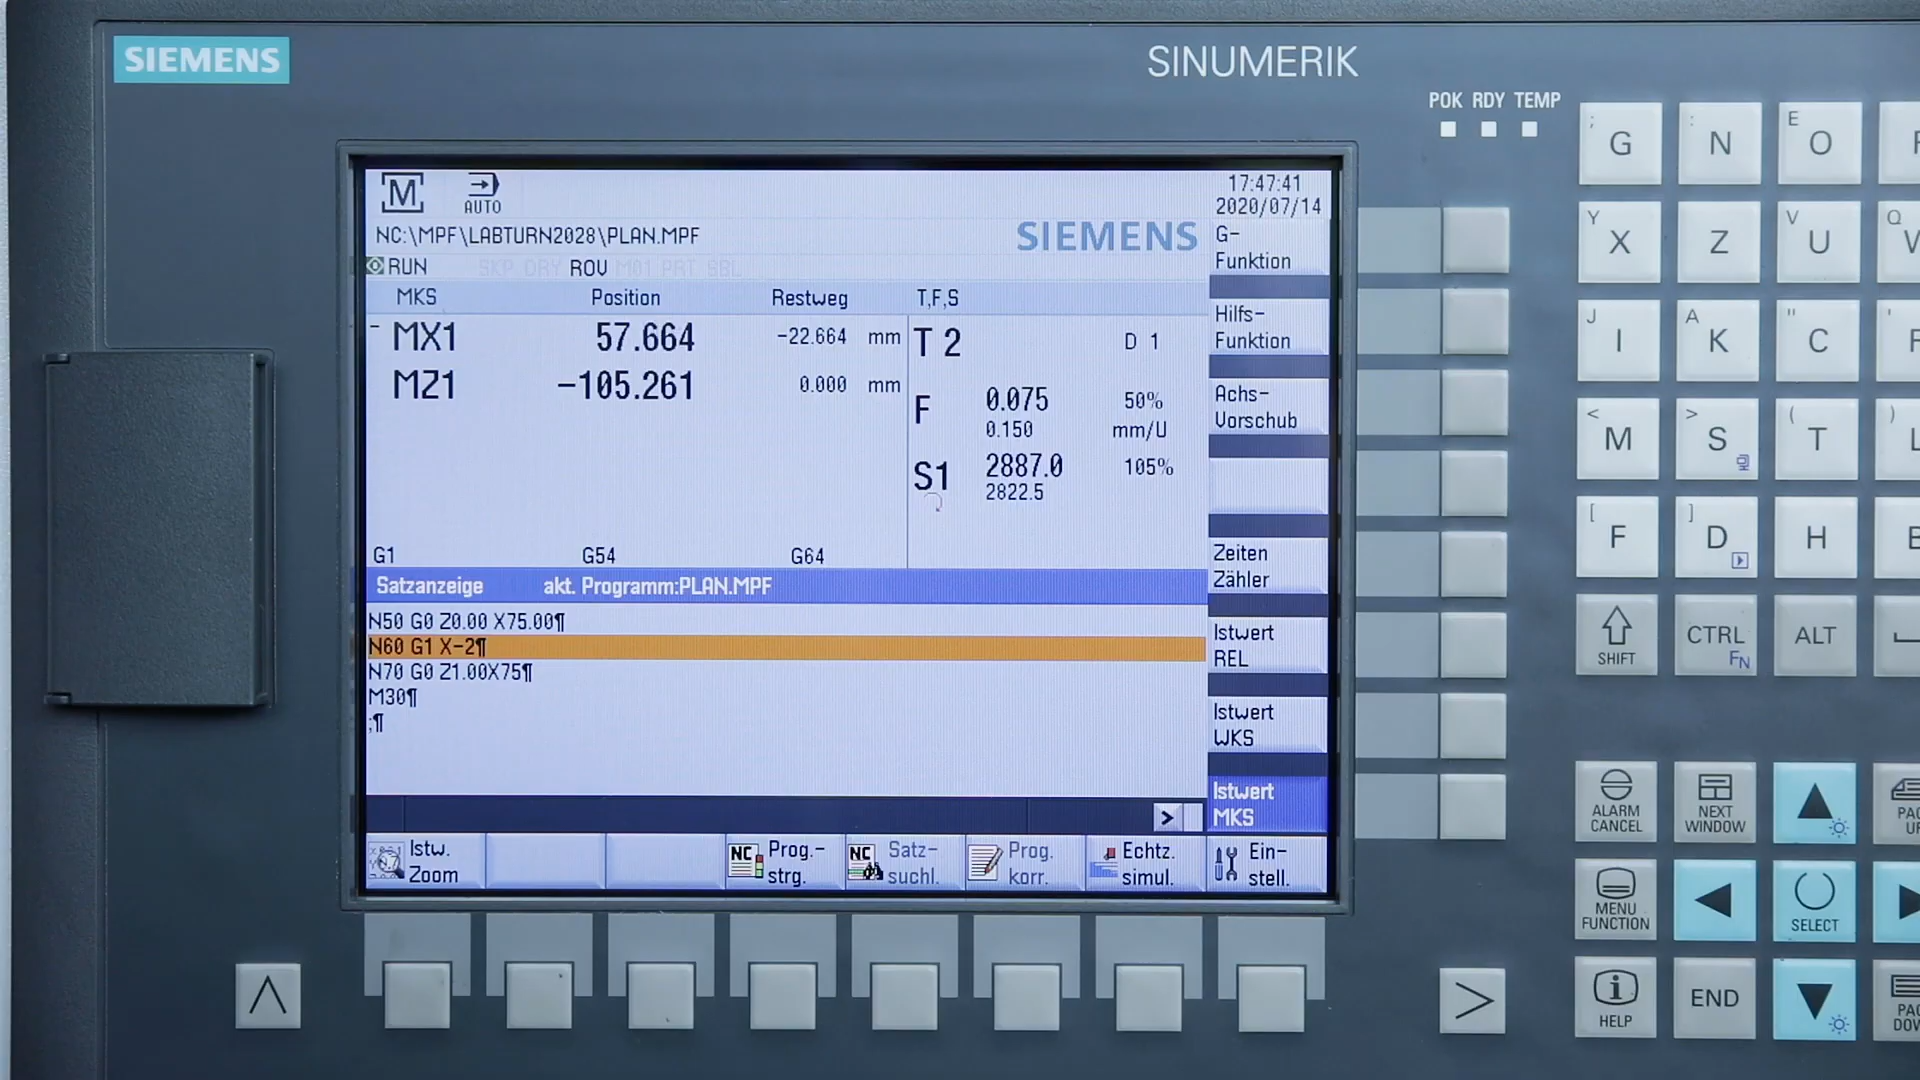 SIEMENS
SINUMERIK
POK RDY TEMP
M
AUTO
17:47:41
2020/07/14
NC:\MPF\LABTURN2028\PLAN.MPF
SIEMENS
RUN SKP DRY ROV M01 PRT SBL
MKS Position Restweg T,F,S
MX1 57.664 -22.664 mm
MZ1 -105.261 0.000 mm
T 2 D 1
F 0.075 50%
0.150 mm/U
S1 2887.0 105%
2822.5
G1 G54 G64
Satzanzeige akt. Programm:PLAN.MPF
N50 G0 Z0.00 X75.00¶
N60 G1 X-2¶
N70 G0 Z1.00X75¶
M30¶
;¶
>
G-
Funktion
Hilfs-
Funktion
Achs-
Vorschub
Zeiten
Zähler
Istwert
REL
Istwert
WKS
Istwert
MKS
Istw.
Zoom
NC Prog.-
strg.
NC Satz-
suchl.
Prog.
korr.
Echtz.
simul.
Ein-
stell.
; G
: N
E O
Y X
Z
V U
Q
J I
A K
" C
'
< M
> S
( T
) L
[ F
] D
H
SHIFT
CTRL
FN
ALT
ALARM
CANCEL
NEXT
WINDOW
MENU
FUNCTION
SELECT
HELP
END